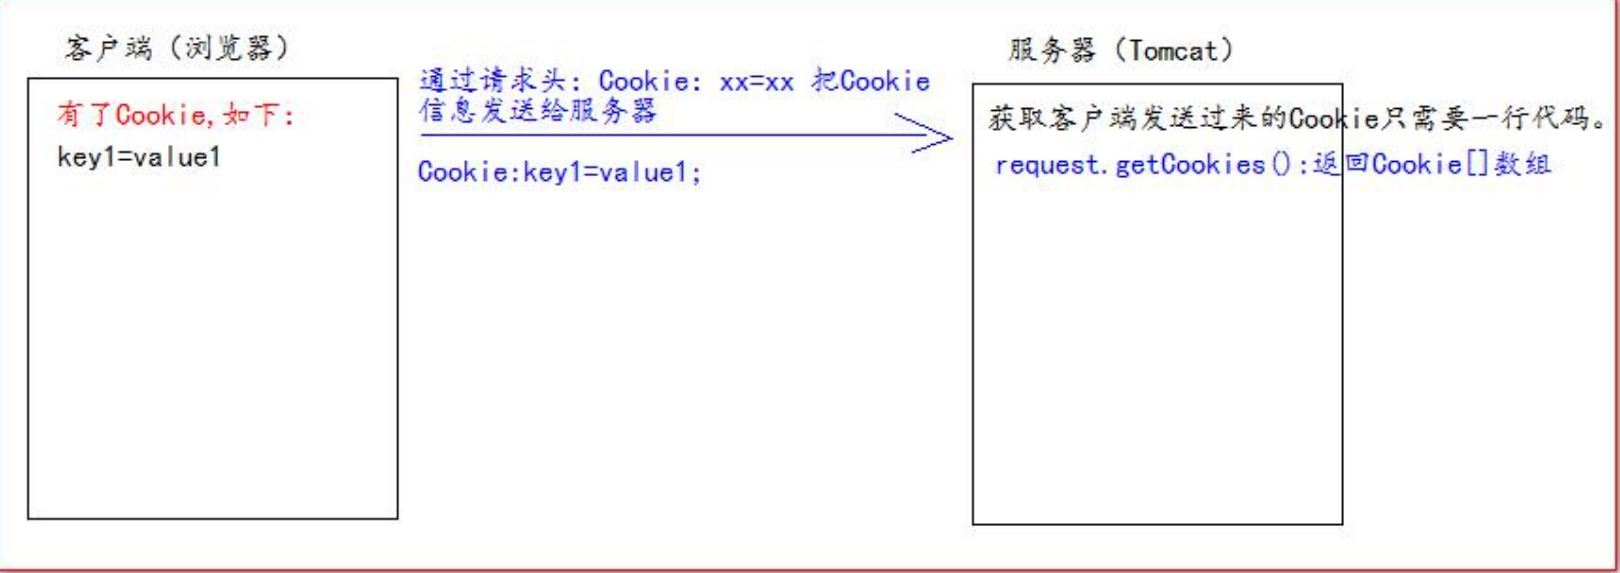 客户端（浏览器）
有了Cookie,如下:
key1=value1
通过请求头: Cookie: xx=xx 把Cookie
信息发送给服务器
Cookie:key1=value1;
服务器（Tomcat）
获取客户端发送过来的Cookie只需要一行代码。
request.getCookies():返回Cookie[]数组